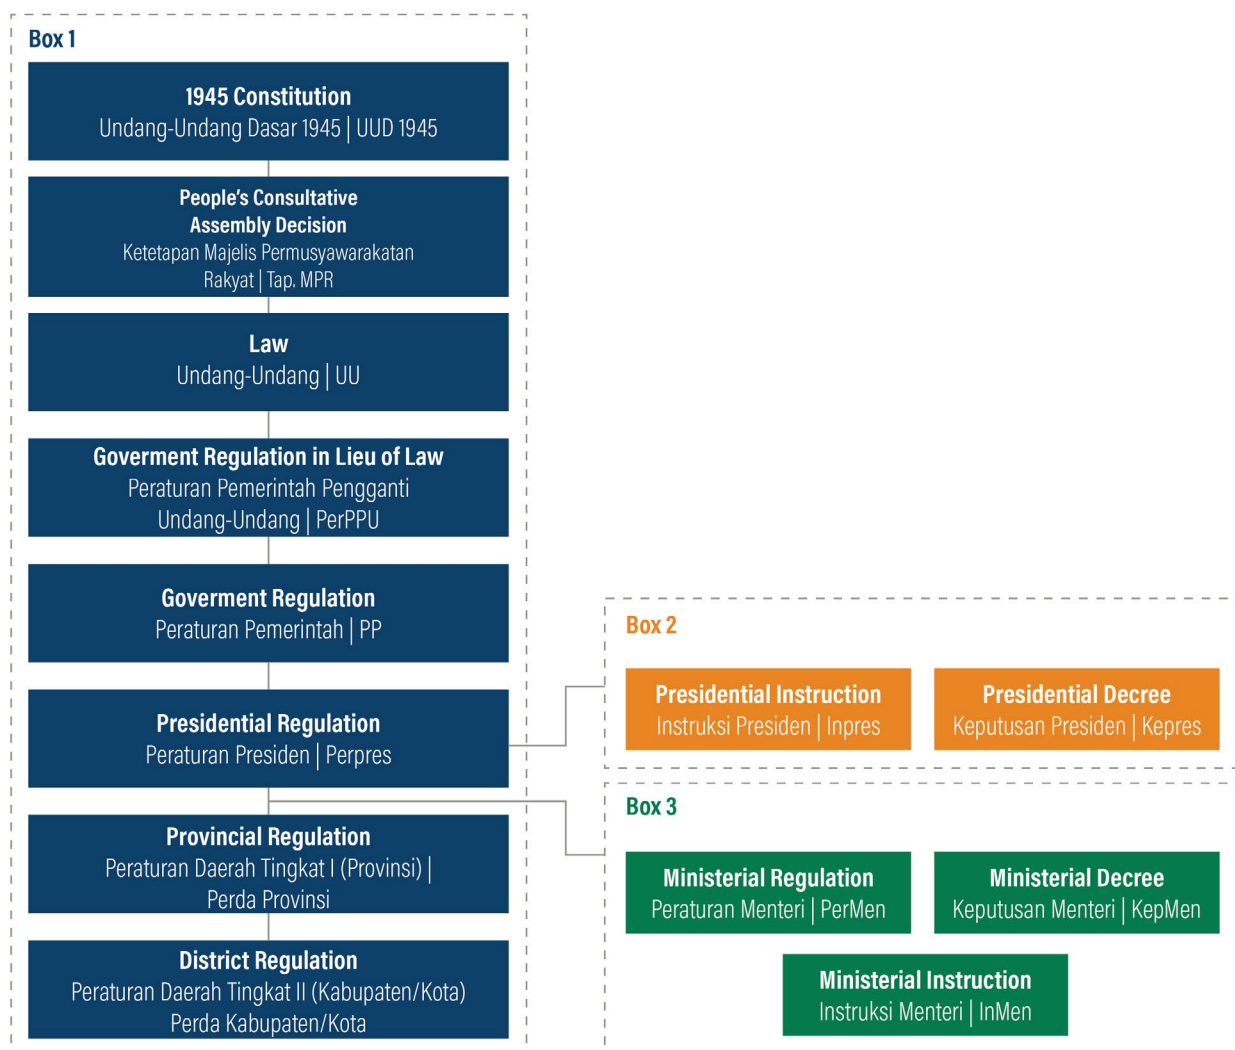 Box 1
1945 Constitution
Undang-Undang Dasar 1945 | UUD 1945
People's Consultative
Assembly Decision
Ketetapan Majelis Permusyawarakatan
Rakyat | Tap. MPR
Law
Undang-Undang | UU
Goverment Regulation in Lieu of Law
Peraturan Pemerintah Pengganti
Undang-Undang | PerPPU
Goverment Regulation
Peraturan Pemerintah | PP
Presidential Regulation
Peraturan Presiden | Perpres
Provincial Regulation
Peraturan Daerah Tingkat I (Provinsi) |
Perda Provinsi
District Regulation
Peraturan Daerah Tingkat II (Kabupaten/Kota)
Perda Kabupaten/Kota
Box 2
Presidential Instruction
Instruksi Presiden | Inpres
Presidential Decree
Keputusan Presiden | Kepres
Box 3
Ministerial Regulation
Peraturan Menteri | PerMen
Ministerial Decree
Keputusan Menteri | KepMen
Ministerial Instruction
Instruksi Menteri | InMen